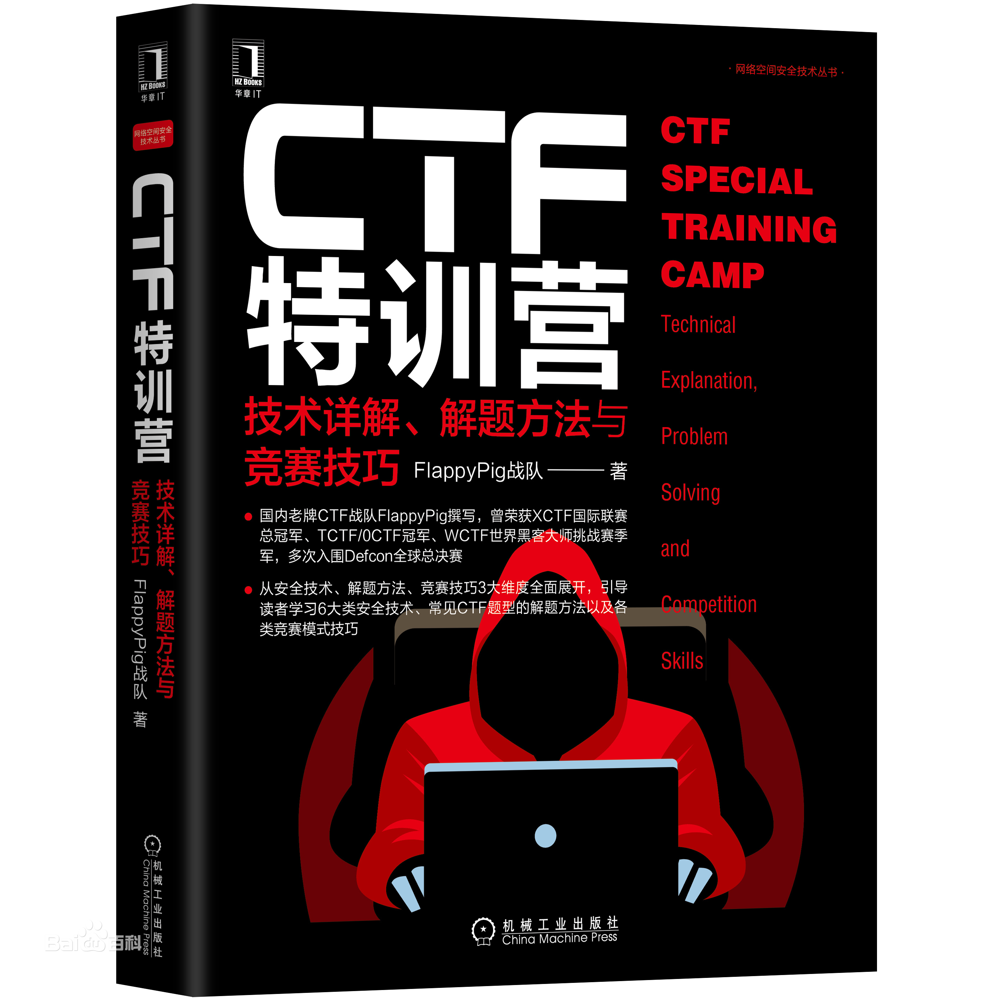 HZ BOOKS
华章IT
网络空间安全
技术丛书
CTF特训营
技术详解、解题方法与
竞赛技巧
FlappyPig战队 著
机械工业出版社
China Machine Press
HZ BOOKS
华章IT
·网络空间安全技术丛书·
CTF
特训营
技术详解、解题方法与
竞赛技巧 FlappyPig战队——著
国内老牌CTF战队FlappyPig撰写，曾荣获XCTF国际联赛
总冠军、TCTF/0CTF冠军、WCTF世界黑客大师挑战赛季
军，多次入围Defcon全球总决赛
从安全技术、解题方法、竞赛技巧3大维度全面展开，引导
读者学习6大类安全技术、常见CTF题型的解题方法以及各
类竞赛模式技巧
CTF
SPECIAL
TRAINING
CAMP
Technical
Explanation,
Problem
Solving
and
Competition
Skills
机械工业出版社
China Machine Press
Bai百科